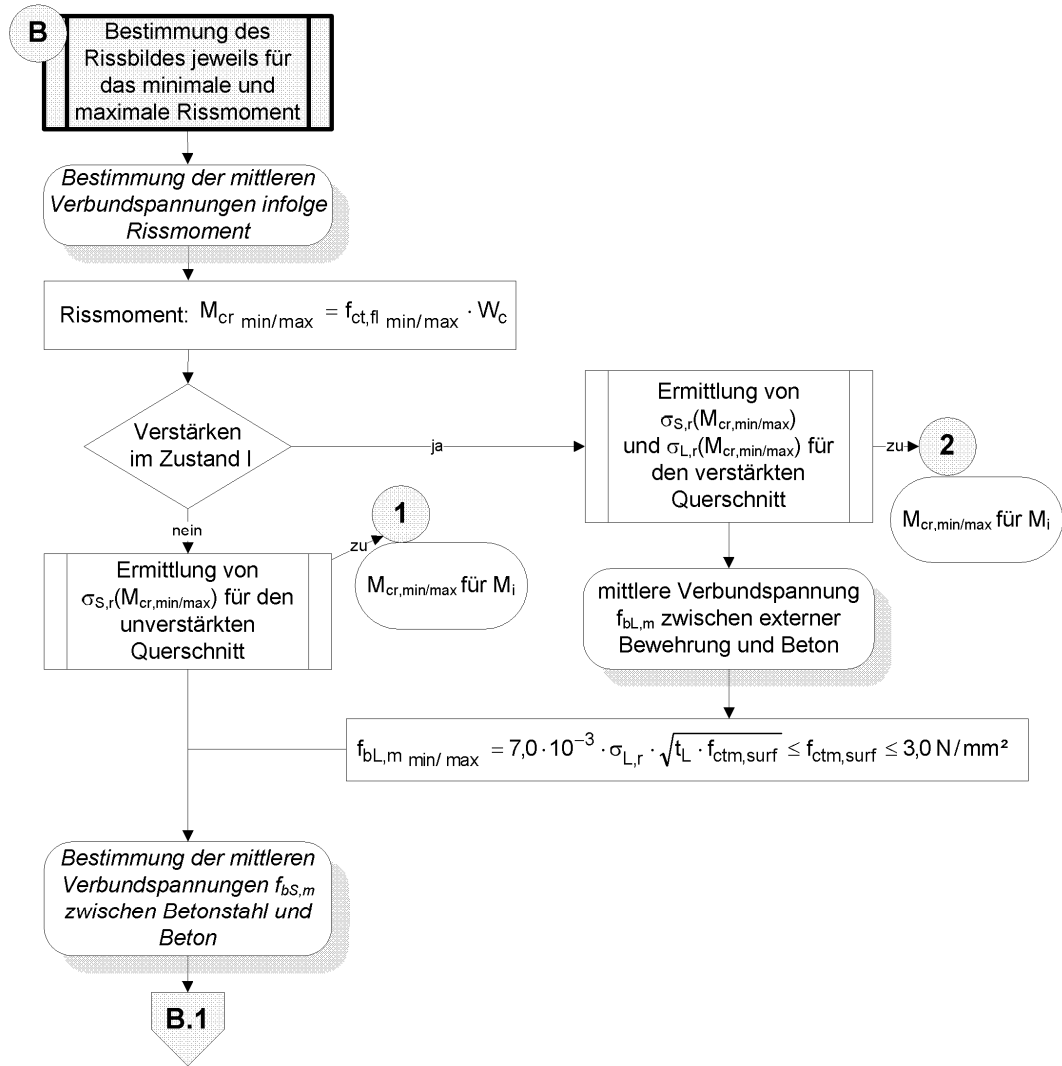 B
Bestimmung des
Rissbildes jeweils für
das minimale und
maximale Rissmoment
Bestimmung der mittleren
Verbundspannungen infolge
Rissmoment
Rissmoment: M_cr min/max = f_ct,fl min/max · W_c
Verstärken
im Zustand I
ja
nein
Ermittlung von
σ_S,r(M_cr,min/max)
und σ_L,r(M_cr,min/max) für
den verstärkten
Querschnitt
zu
2
M_cr,min/max für M_i
zu
1
M_cr,min/max für M_i
Ermittlung von
σ_S,r(M_cr,min/max) für den
unverstärkten
Querschnitt
mittlere Verbundspannung
f_bL,m zwischen externer
Bewehrung und Beton
f_bL,m min/ max = 7,0 · 10⁻³ · σ_L,r · √(t_L · f_ctm,surf) ≤ f_ctm,surf ≤ 3,0 N/mm²
Bestimmung der mittleren
Verbundspannungen f_bS,m
zwischen Betonstahl und
Beton
B.1